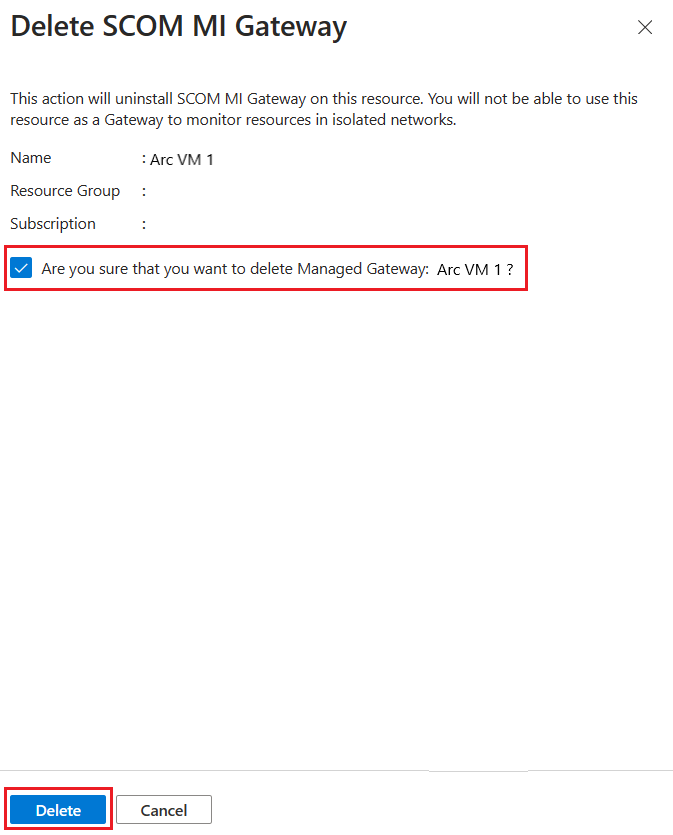 Delete SCOM MI Gateway
This action will uninstall SCOM MI Gateway on this resource. You will not be able to use this
resource as a Gateway to monitor resources in isolated networks.
Name : Arc VM 1
Resource Group :
Subscription :
Are you sure that you want to delete Managed Gateway: Arc VM 1 ?
Delete Cancel